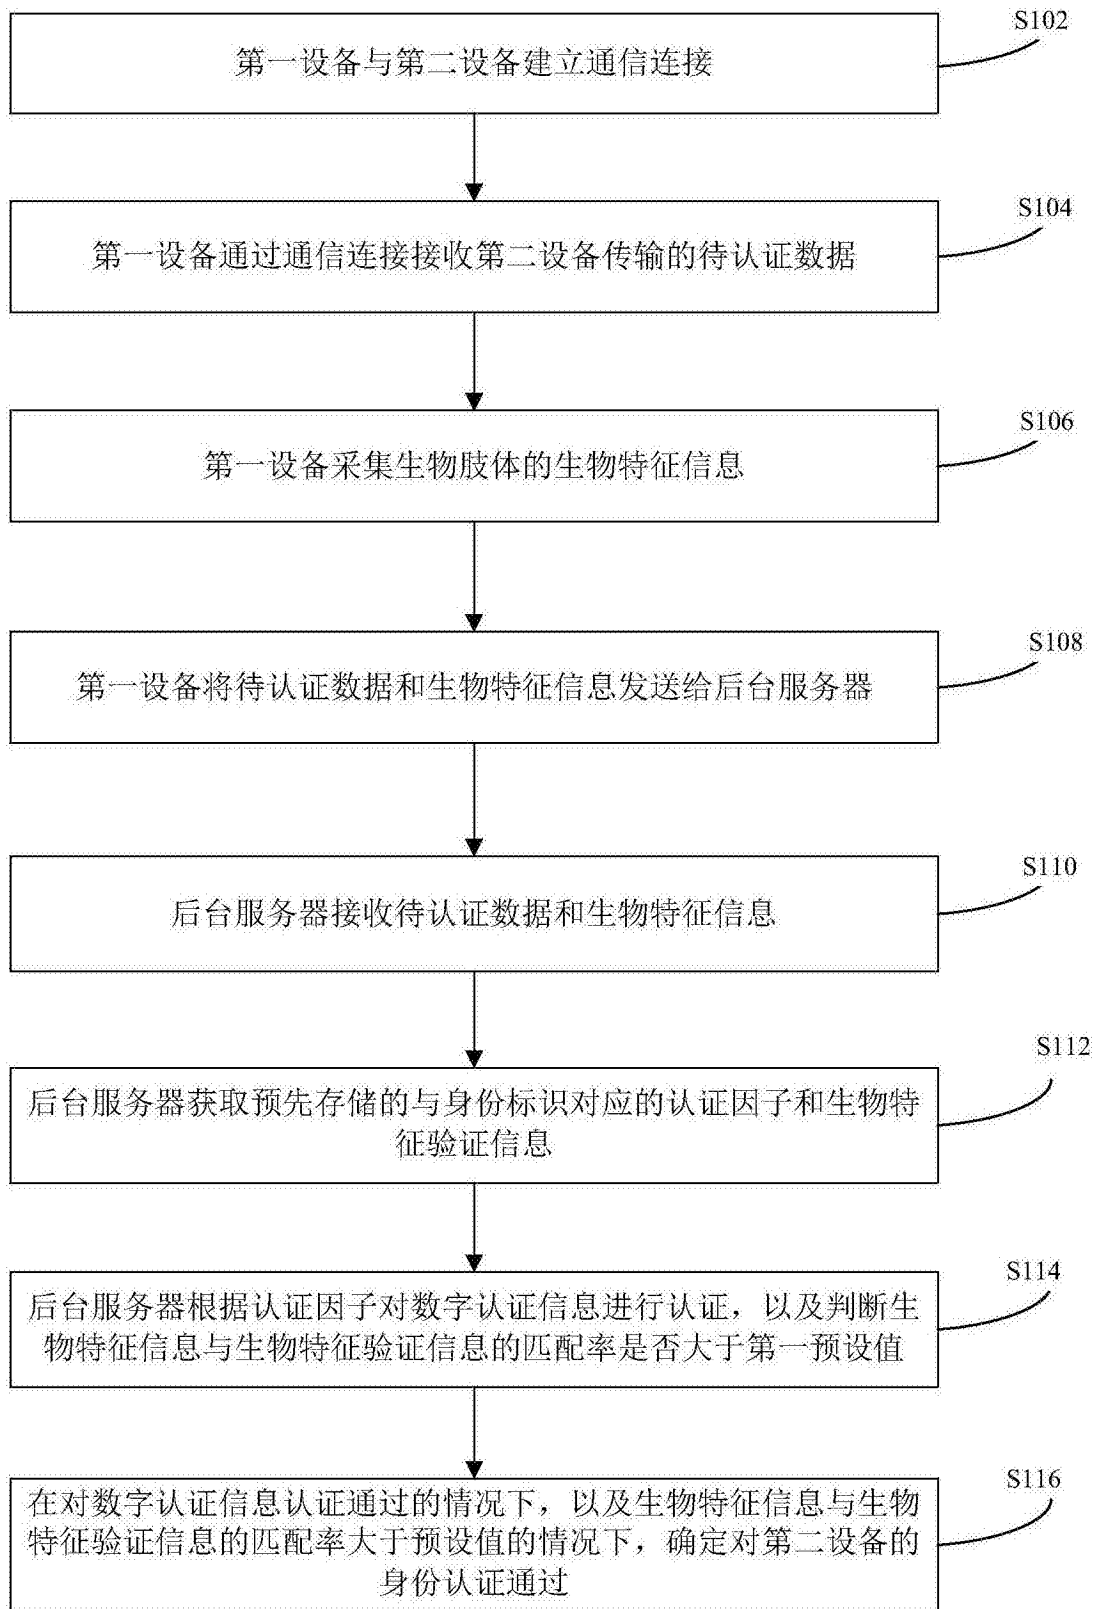 S102
第一设备与第二设备建立通信连接
S104
第一设备通过通信连接接收第二设备传输的待认证数据
S106
第一设备采集生物肢体的生物特征信息
S108
第一设备将待认证数据和生物特征信息发送给后台服务器
S110
后台服务器接收待认证数据和生物特征信息
S112
后台服务器获取预先存储的与身份标识对应的认证因子和生物特
征验证信息
S114
后台服务器根据认证因子对数字认证信息进行认证，以及判断生
物特征信息与生物特征验证信息的匹配率是否大于第一预设值
S116
在对数字认证信息认证通过的情况下，以及生物特征信息与生物
特征验证信息的匹配率大于预设值的情况下，确定对第二设备的
身份认证通过